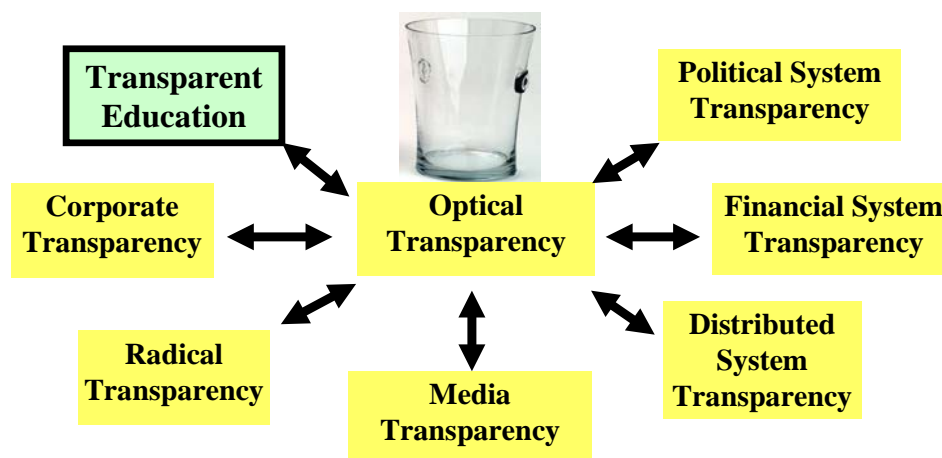 Transparent
Education
Political System
Transparency
Corporate
Transparency
Optical
Transparency
Financial System
Transparency
Radical
Transparency
Media
Transparency
Distributed
System
Transparency